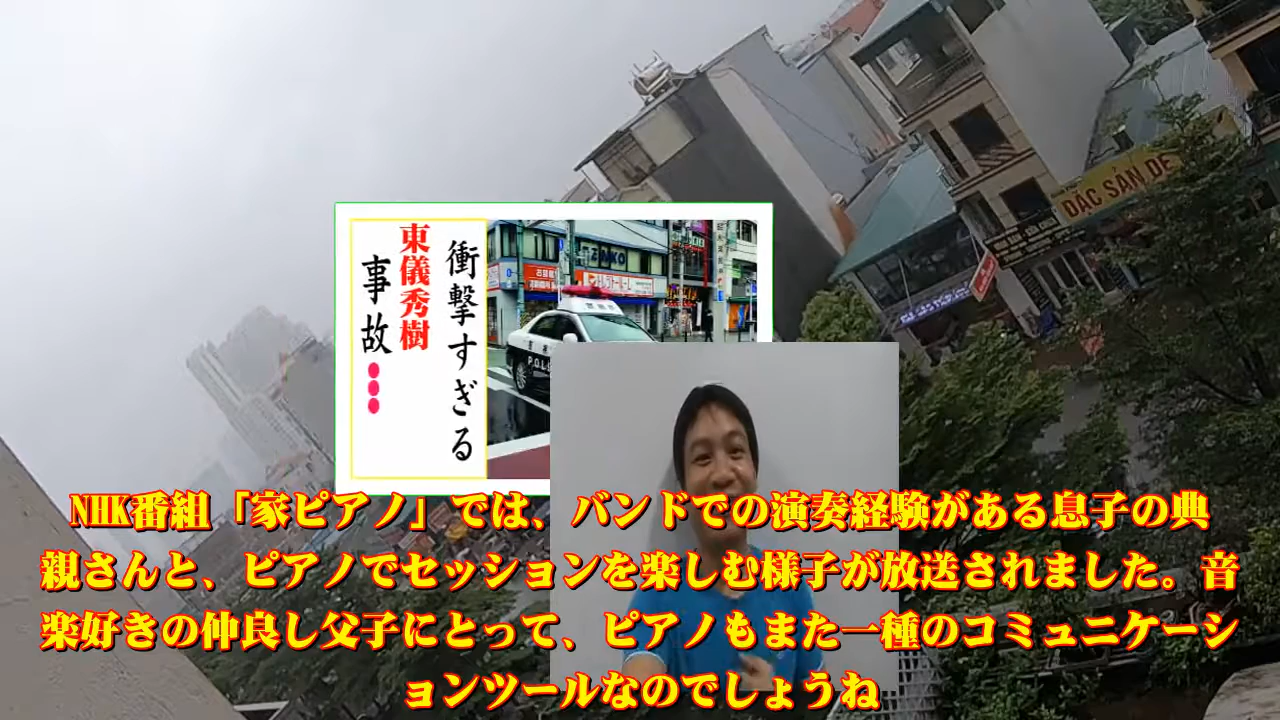 衝撃すぎる
東儀秀樹
事故●●●
ĐẶC SẢN DÊ
NHK番組「家ピアノ」では、バンドでの演奏経験がある息子の典
親さんと、ピアノでセッションを楽しむ様子が放送されました。音
楽好きの仲良し父子にとって、ピアノもまた一種のコミュニケーシ
ョンツールなのでしょうね